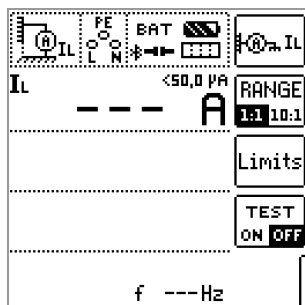 IL PE L N BAT IL
IL <50,0 µA RANGE
--- A 1:1 10:1
Limits
TEST
ON OFF
f ---Hz